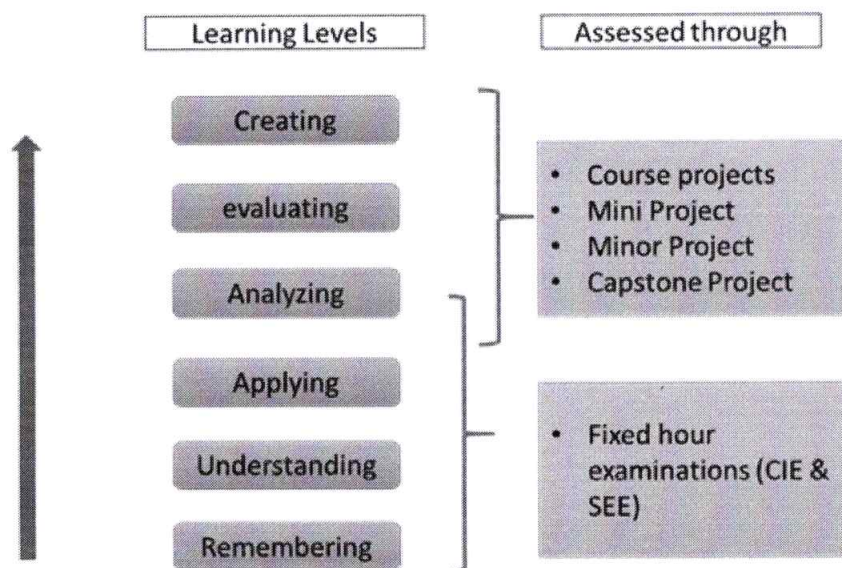 Learning Levels
Assessed through
Creating
evaluating
Analyzing
Applying
Understanding
Remembering
• Course projects
• Mini Project
• Minor Project
• Capstone Project
• Fixed hour
examinations (CIE &
SEE)